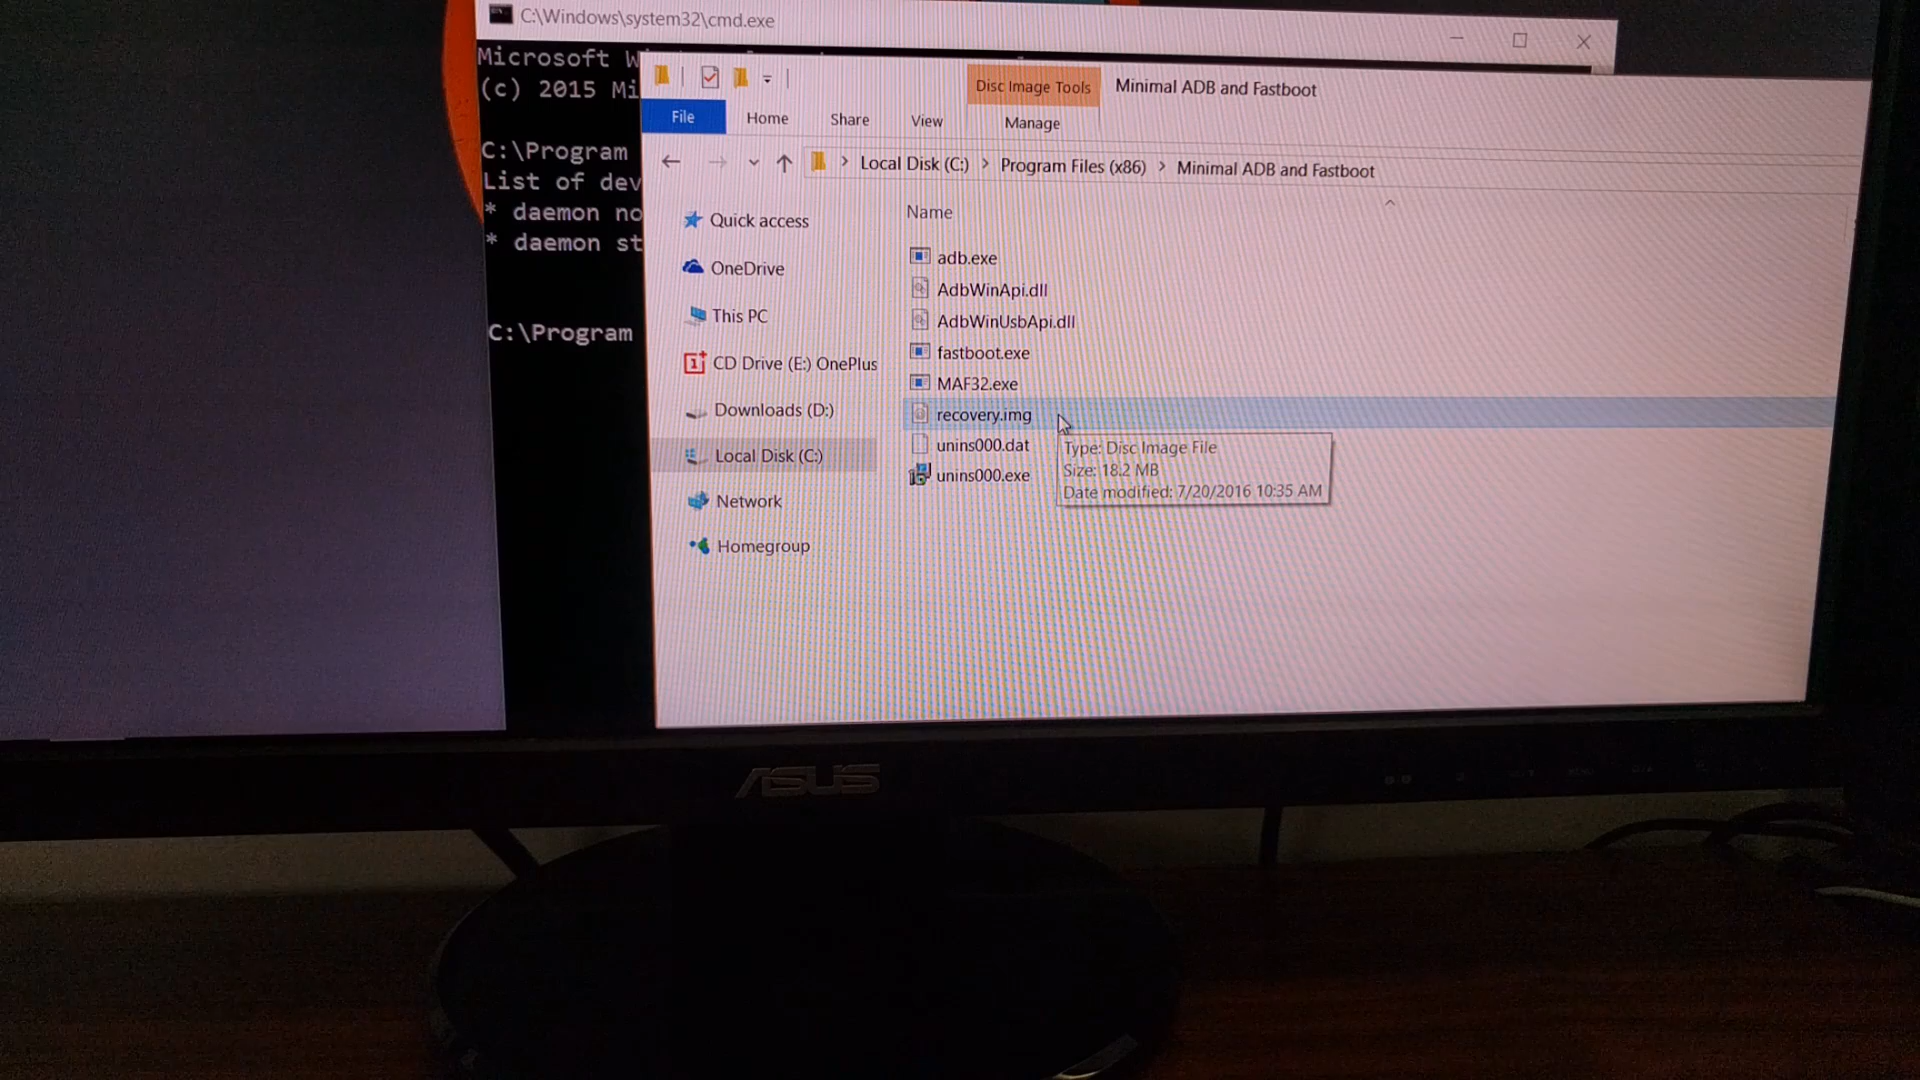 C:\Windows\system32\cmd.exe
Microsoft W
(c) 2015 Mi
C:\Program
List of dev
* daemon no
* daemon st
C:\Program
Disc Image Tools
Minimal ADB and Fastboot
File
Home
Share
View
Manage
Local Disk (C:) > Program Files (x86) > Minimal ADB and Fastboot
Quick access
OneDrive
This PC
CD Drive (E:) OnePlus
Downloads (D:)
Local Disk (C:)
Network
Homegroup
Name
adb.exe
AdbWinApi.dll
AdbWinUsbApi.dll
fastboot.exe
MAF32.exe
recovery.img
unins000.dat
unins000.exe
Type: Disc Image File
Size: 18.2 MB
Date modified: 7/20/2016 10:35 AM
ASUS